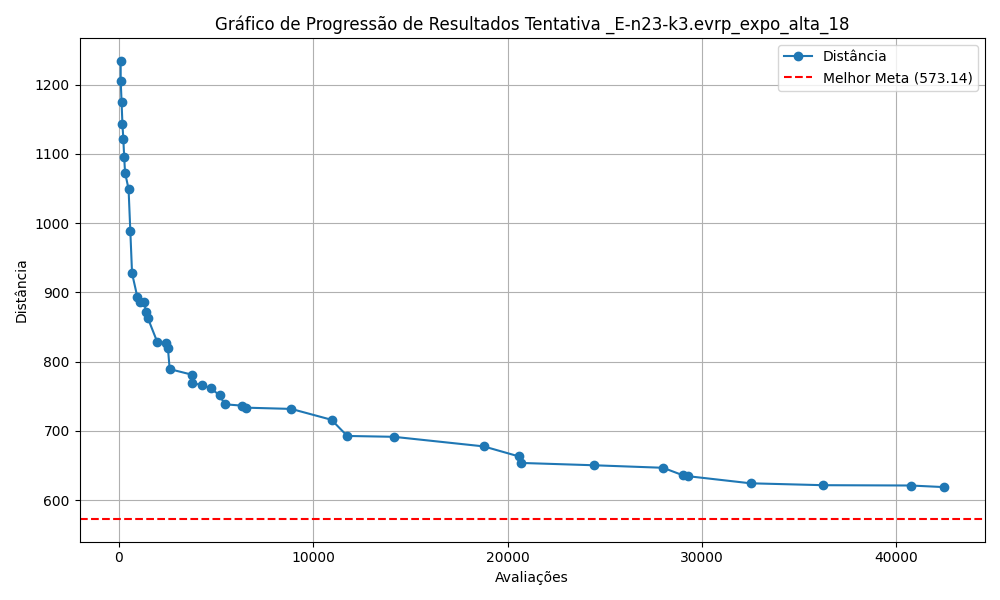 Gráfico de Progressão de Resultados Tentativa _E-n23-k3.evrp_expo_alta_18
Distância
Melhor Meta (573.14)
1200
1100
1000
900
800
700
600
Distância
0
10000
20000
30000
40000
Avaliações